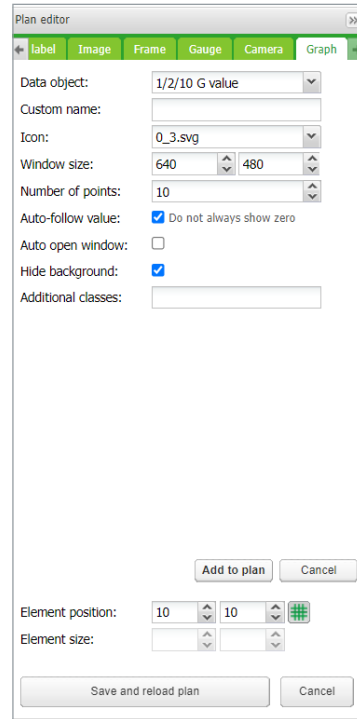 Plan editor
label Image Frame Gauge Camera Graph
Data object: 1/2/10 G value
Custom name:
Icon: 0_3.svg
Window size: 640 480
Number of points: 10
Auto-follow value: Do not always show zero
Auto open window:
Hide background:
Additional classes:
Add to plan Cancel
Element position: 10 10
Element size:
Save and reload plan Cancel